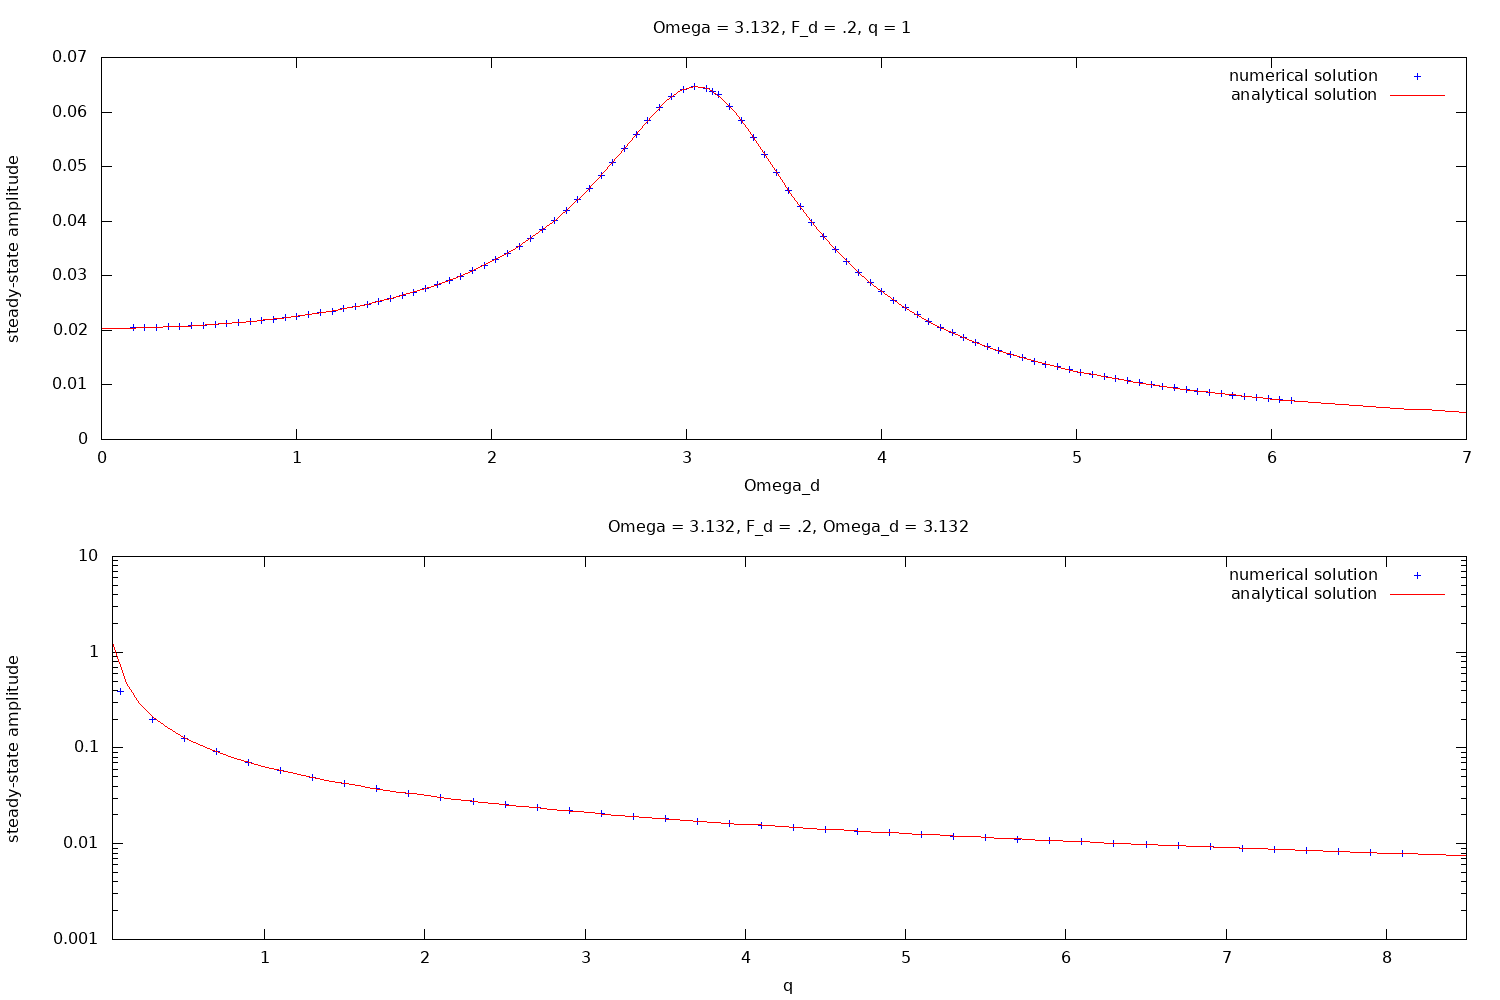 Omega = 3.132, F_d = .2, q = 1
numerical solution
analytical solution
steady-state amplitude
0.07
0.06
0.05
0.04
0.03
0.02
0.01
0
0 1 2 3 4 5 6 7
Omega_d
Omega = 3.132, F_d = .2, Omega_d = 3.132
numerical solution
analytical solution
steady-state amplitude
10
1
0.1
0.01
0.001
1 2 3 4 5 6 7 8
q